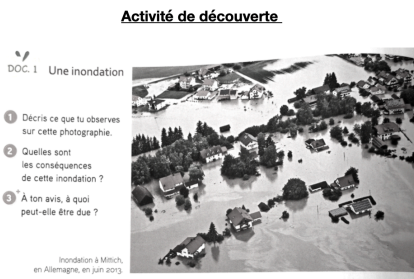 Activité de découverte
DOC. 1 Une inondation
1 Décris ce que tu observes
sur cette photographie.
2 Quelles sont
les conséquences
de cette inondation ?
3+ À ton avis, à quoi
peut-elle être due ?
Inondation à Mittich,
en Allemagne, en juin 2013.